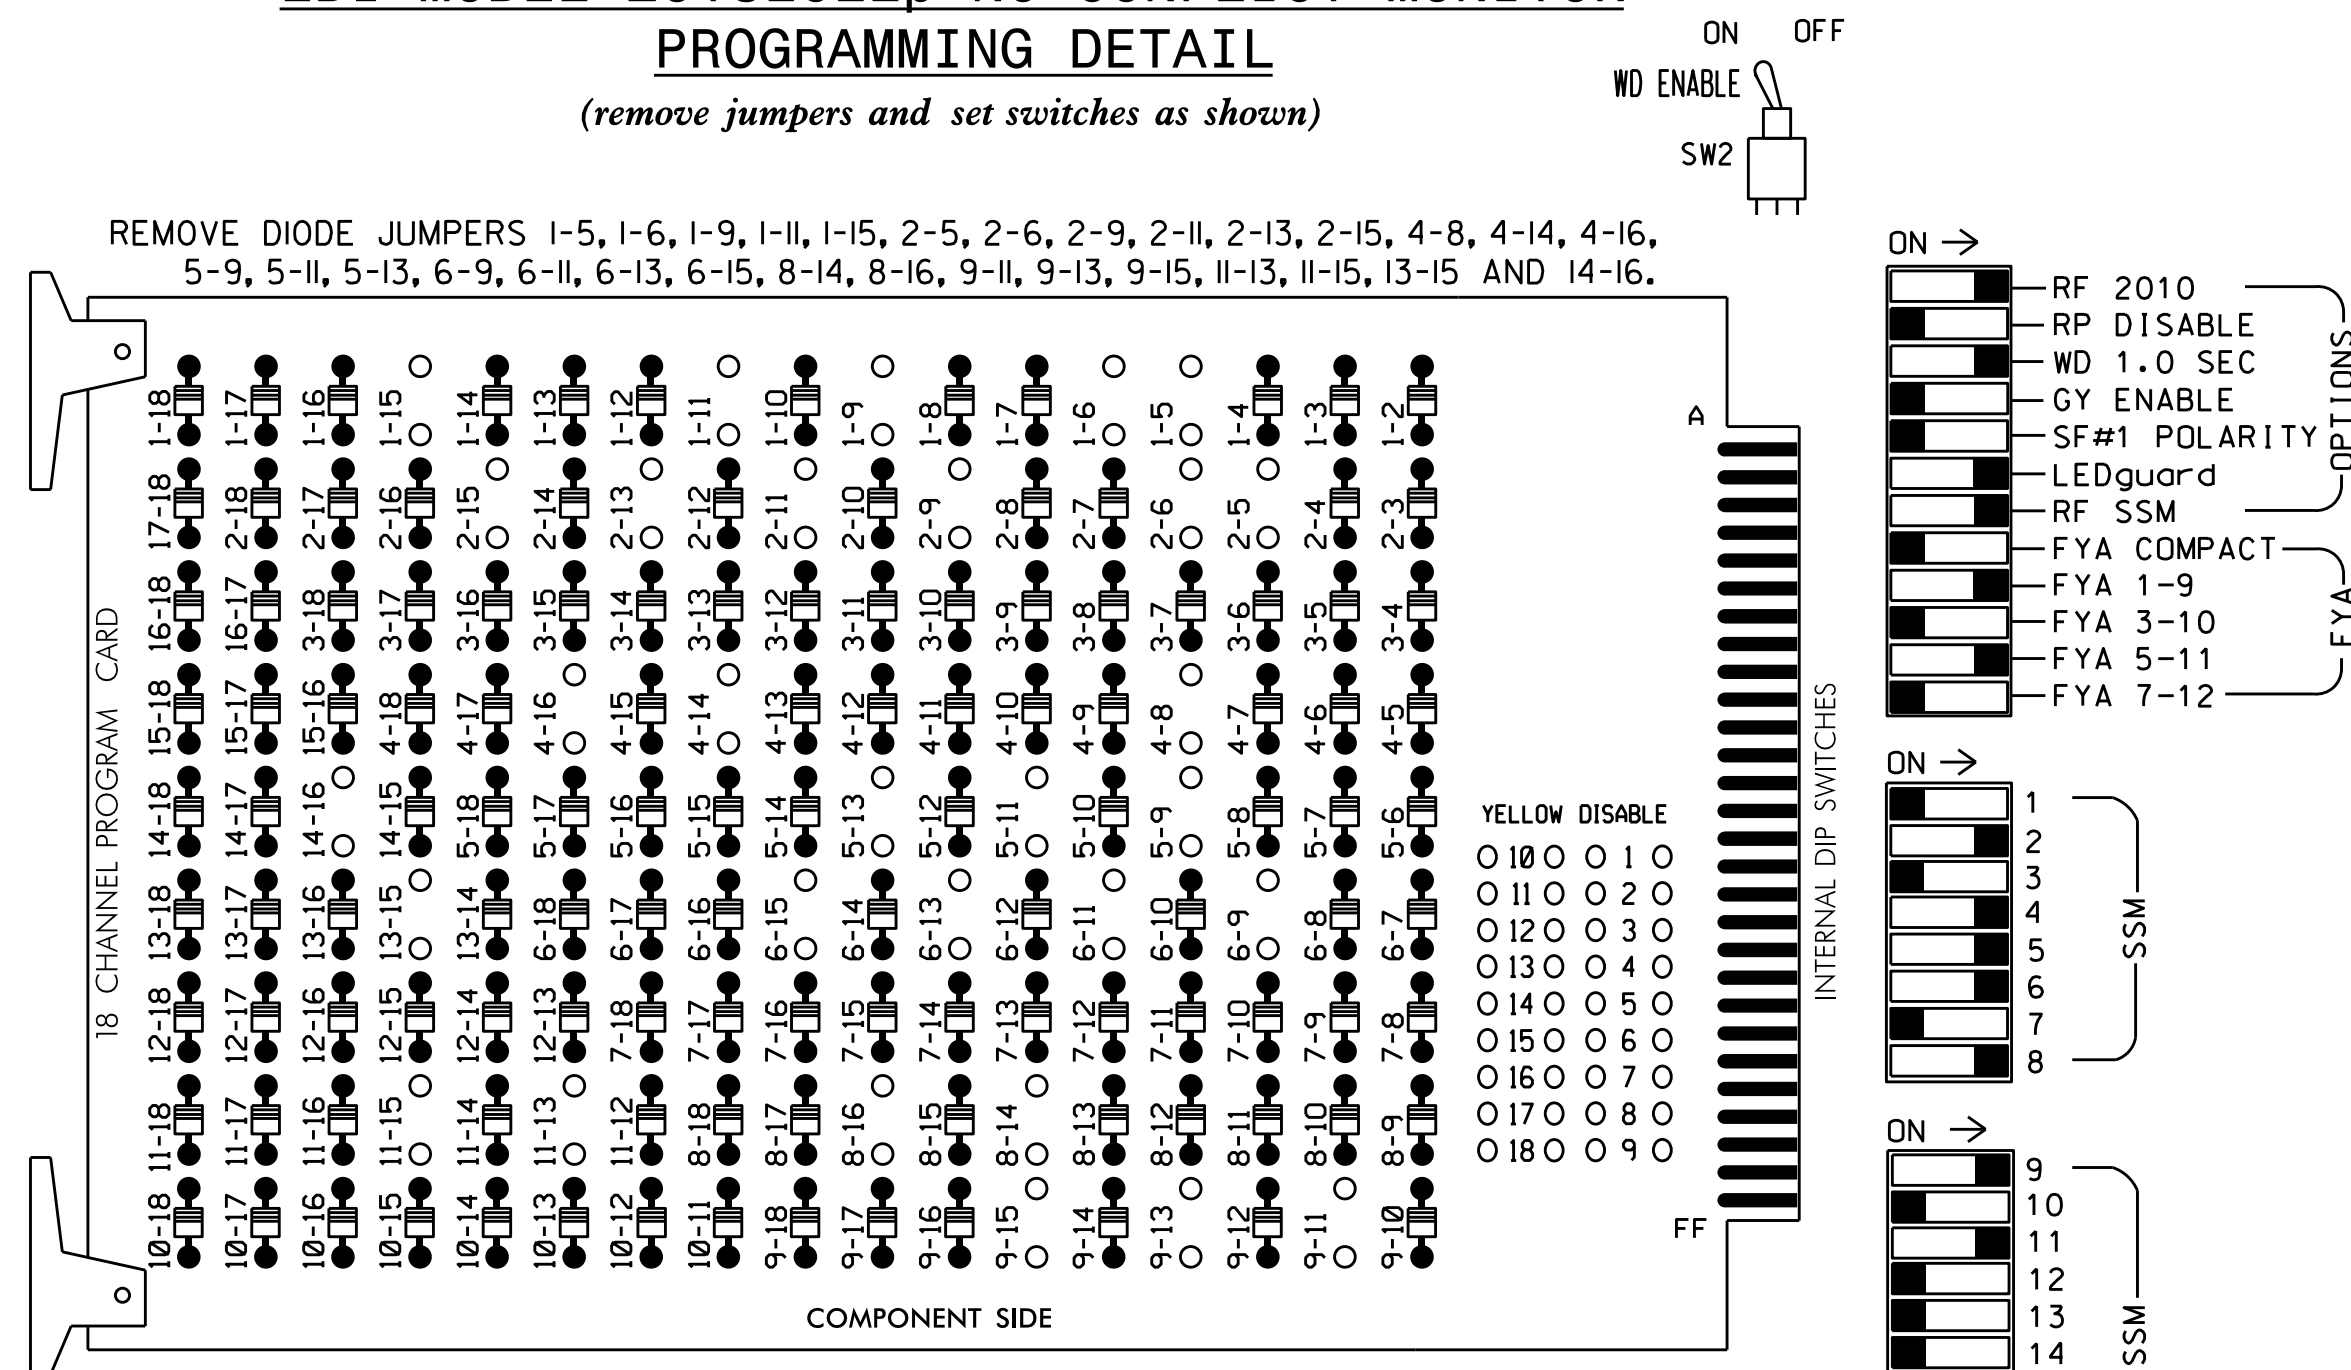 PROGRAMMING DETAIL
(remove jumpers and set switches as shown)
ON OFF
WD ENABLE
SW2
REMOVE DIODE JUMPERS 1-5, 1-6, 1-9, 1-11, 1-15, 2-5, 2-6, 2-9, 2-11, 2-13, 2-15, 4-8, 4-14, 4-16,
5-9, 5-11, 5-13, 6-9, 6-11, 6-13, 6-15, 8-14, 8-16, 9-11, 9-13, 9-15, 11-13, 11-15, 13-15 AND 14-16.
1-18 1-17 1-16 1-15 1-14 1-13 1-12 1-11 1-10 1-9 1-8 1-7 1-6 1-5 1-4 1-3 1-2
17-18 2-18 2-17 2-16 2-15 2-14 2-13 2-12 2-11 2-10 2-9 2-8 2-7 2-6 2-5 2-4 2-3
16-18 16-17 3-18 3-17 3-16 3-15 3-14 3-13 3-12 3-11 3-10 3-9 3-8 3-7 3-6 3-5 3-4
15-18 15-17 15-16 4-18 4-17 4-16 4-15 4-14 4-13 4-12 4-11 4-10 4-9 4-8 4-7 4-6 4-5
14-18 14-17 14-16 14-15 5-18 5-17 5-16 5-15 5-14 5-13 5-12 5-11 5-10 5-9 5-8 5-7 5-6
13-18 13-17 13-16 13-15 13-14 6-18 6-17 6-16 6-15 6-14 6-13 6-12 6-11 6-10 6-9 6-8 6-7
12-18 12-17 12-16 12-15 12-14 12-13 7-18 7-17 7-16 7-15 7-14 7-13 7-12 7-11 7-10 7-9 7-8
11-18 11-17 11-16 11-15 11-14 11-13 11-12 8-18 8-17 8-16 8-15 8-14 8-13 8-12 8-11 8-10 8-9
10-18 10-17 10-16 10-15 10-14 10-13 10-12 10-11 9-18 9-17 9-16 9-15 9-14 9-13 9-12 9-11 9-10
18 CHANNEL PROGRAM CARD
COMPONENT SIDE
A
FF
YELLOW DISABLE
10 1
11 2
12 3
13 4
14 5
15 6
16 7
17 8
18 9
INTERNAL DIP SWITCHES
ON →
RF 2010
RP DISABLE
WD 1.0 SEC
GY ENABLE
SF#1 POLARITY
LEDguard
RF SSM
OPTIONS
FYA COMPACT
FYA 1-9
FYA 3-10
FYA 5-11
FYA 7-12
FYA
ON →
1
2
3
4
5
6
7
8
SSM
ON →
9
10
11
12
13
14
SSM